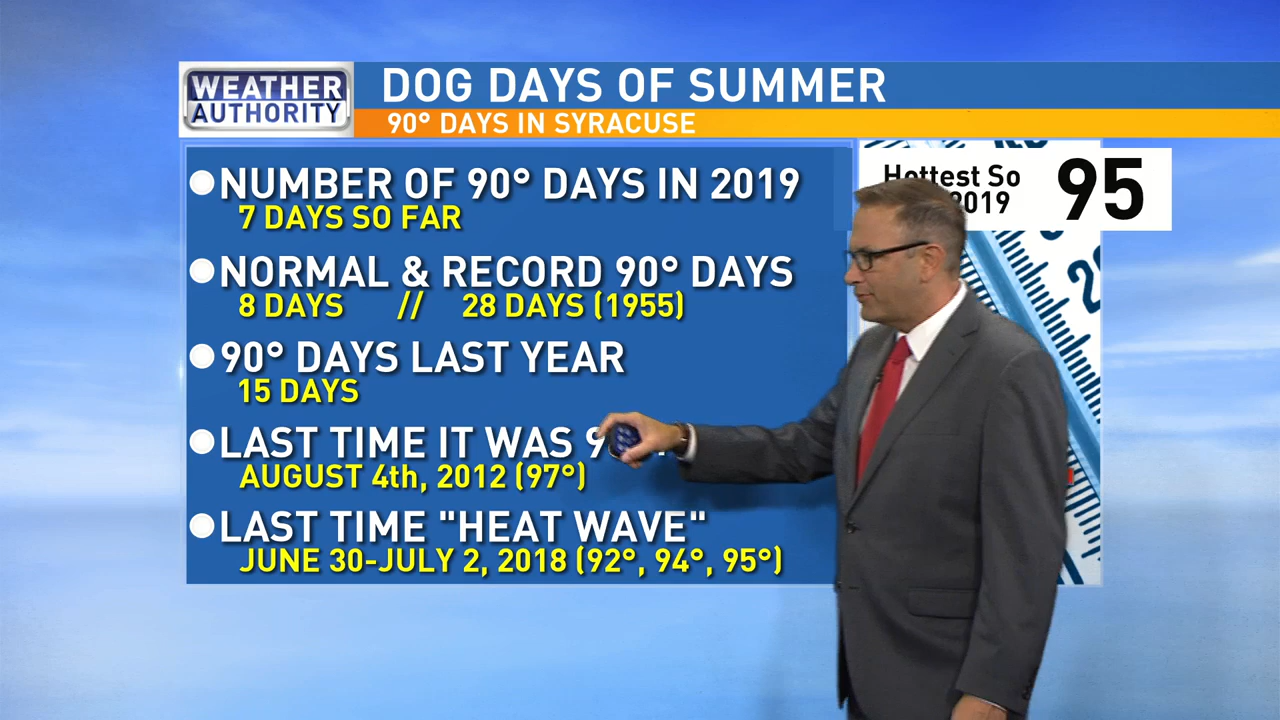 WEATHER
AUTHORITY
DOG DAYS OF SUMMER
90° DAYS IN SYRACUSE
NUMBER OF 90° DAYS IN 2019
7 DAYS SO FAR
NORMAL & RECORD 90° DAYS
8 DAYS // 28 DAYS (1955)
90° DAYS LAST YEAR
15 DAYS
LAST TIME IT WAS
AUGUST 4th, 2012 (97°)
LAST TIME "HEAT WAVE"
JUNE 30-JULY 2, 2018 (92°, 94°, 95°)
Hottest So
2019
95